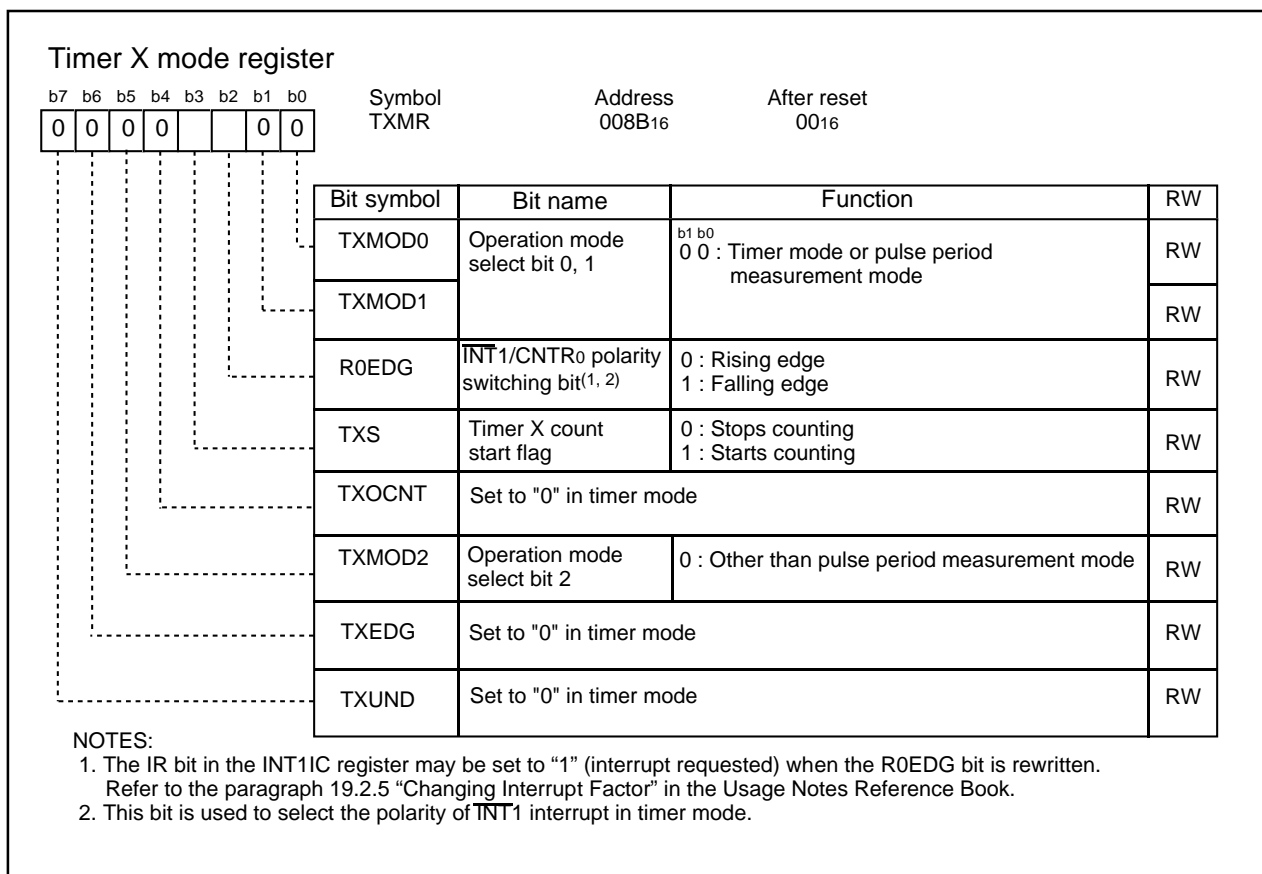 Timer X mode register
b7 b6 b5 b4 b3 b2 b1 b0
Symbol Address After reset
0 0 0 0 0 0
TXMR 008B16 0016
Bit symbol Bit name Function RW
TXMOD0 Operation mode select bit 0, 1 b1 b0
0 0 : Timer mode or pulse period measurement mode RW
TXMOD1 RW
R0EDG INT1/CNTR0 polarity switching bit(1, 2) 0 : Rising edge
1 : Falling edge RW
TXS Timer X count start flag 0 : Stops counting
1 : Starts counting RW
TXOCNT Set to "0" in timer mode RW
TXMOD2 Operation mode select bit 2 0 : Other than pulse period measurement mode RW
TXEDG Set to "0" in timer mode RW
TXUND Set to "0" in timer mode RW
NOTES:
1. The IR bit in the INT1IC register may be set to “1” (interrupt requested) when the R0EDG bit is rewritten.
Refer to the paragraph 19.2.5 “Changing Interrupt Factor” in the Usage Notes Reference Book.
2. This bit is used to select the polarity of INT1 interrupt in timer mode.